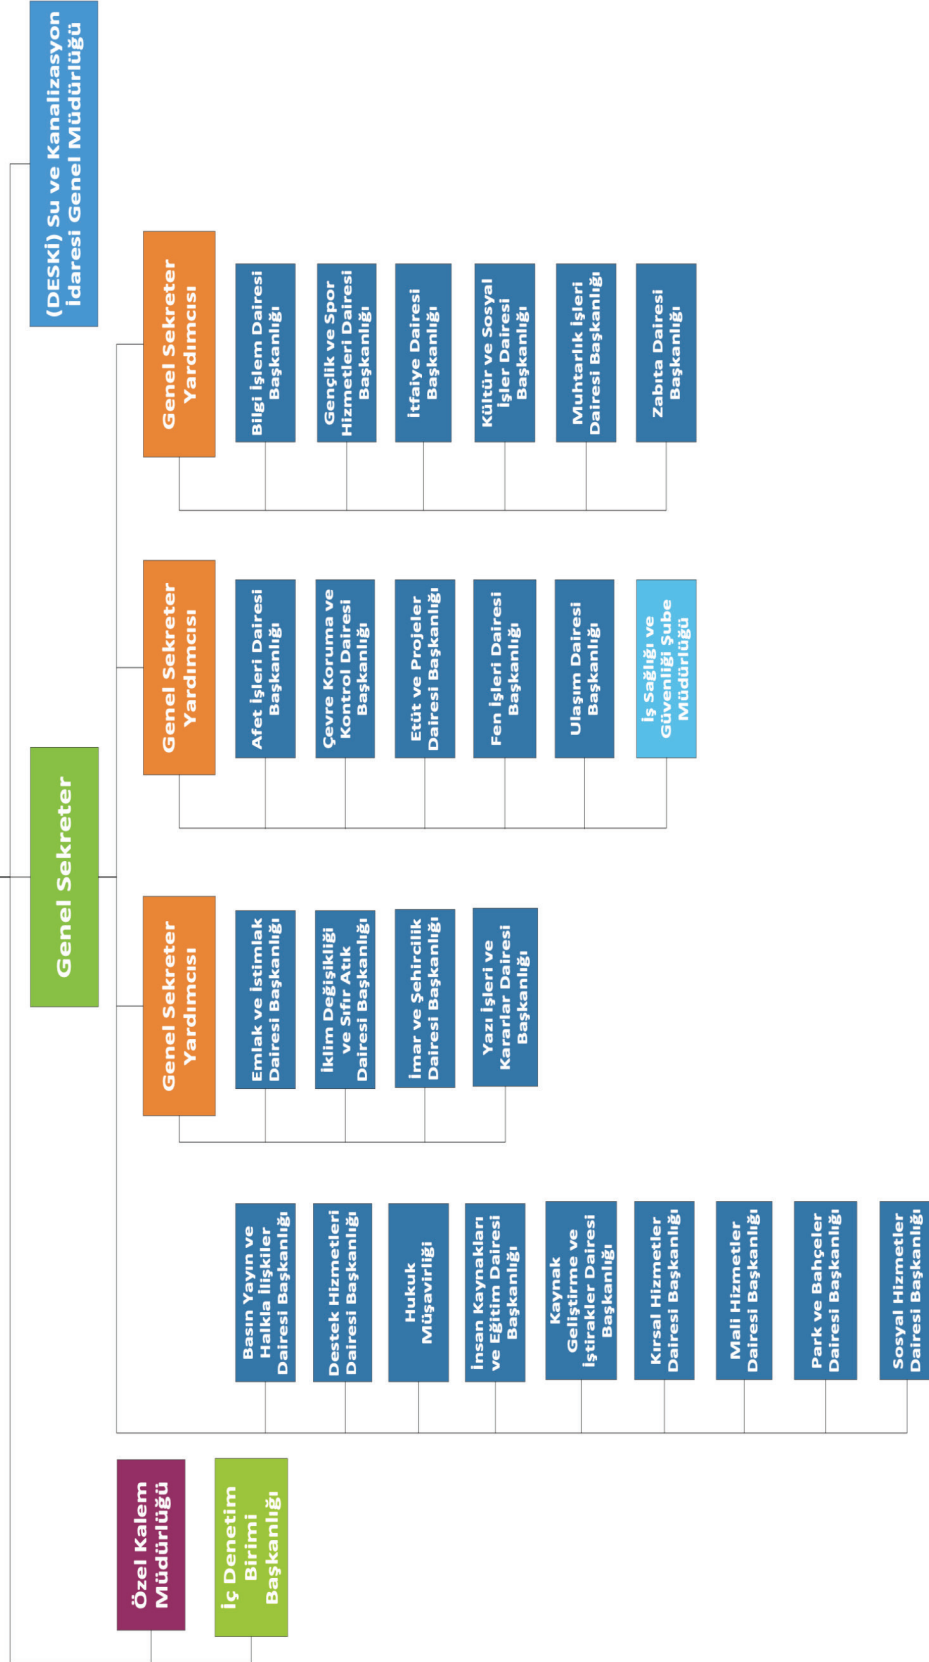 (DESKİ) Su ve Kanalizasyon
İdaresi Genel Müdürlüğü
Genel Sekreter
Özel Kalem
Müdürlüğü
İç Denetim
Birimi
Başkanlığı
Basın Yayın ve
Halkla İlişkiler
Dairesi Başkanlığı
Destek Hizmetleri
Dairesi Başkanlığı
Hukuk
Müşavirliği
İnsan Kaynakları
ve Eğitim Dairesi
Başkanlığı
Kaynak
Geliştirme ve
İştirakler Dairesi
Başkanlığı
Kırsal Hizmetler
Dairesi Başkanlığı
Mali Hizmetler
Dairesi Başkanlığı
Park ve Bahçeler
Dairesi Başkanlığı
Sosyal Hizmetler
Dairesi Başkanlığı
Genel Sekreter
Yardımcısı
Emlak ve İstimlak
Dairesi Başkanlığı
İklim Değişikliği
ve Sıfır Atık
Dairesi Başkanlığı
İmar ve Şehircilik
Dairesi Başkanlığı
Yazı İşleri ve
Kararlar Dairesi
Başkanlığı
Genel Sekreter
Yardımcısı
Afet İşleri Dairesi
Başkanlığı
Çevre Koruma ve
Kontrol Dairesi
Başkanlığı
Etüt ve Projeler
Dairesi Başkanlığı
Fen İşleri Dairesi
Başkanlığı
Ulaşım Dairesi
Başkanlığı
İş Sağlığı ve
Güvenliği Şube
Müdürlüğü
Genel Sekreter
Yardımcısı
Bilgi İşlem Dairesi
Başkanlığı
Gençlik ve Spor
Hizmetleri Dairesi
Başkanlığı
İtfaiye Dairesi
Başkanlığı
Kültür ve Sosyal
İşler Dairesi
Başkanlığı
Muhtarlık İşleri
Dairesi Başkanlığı
Zabıta Dairesi
Başkanlığı